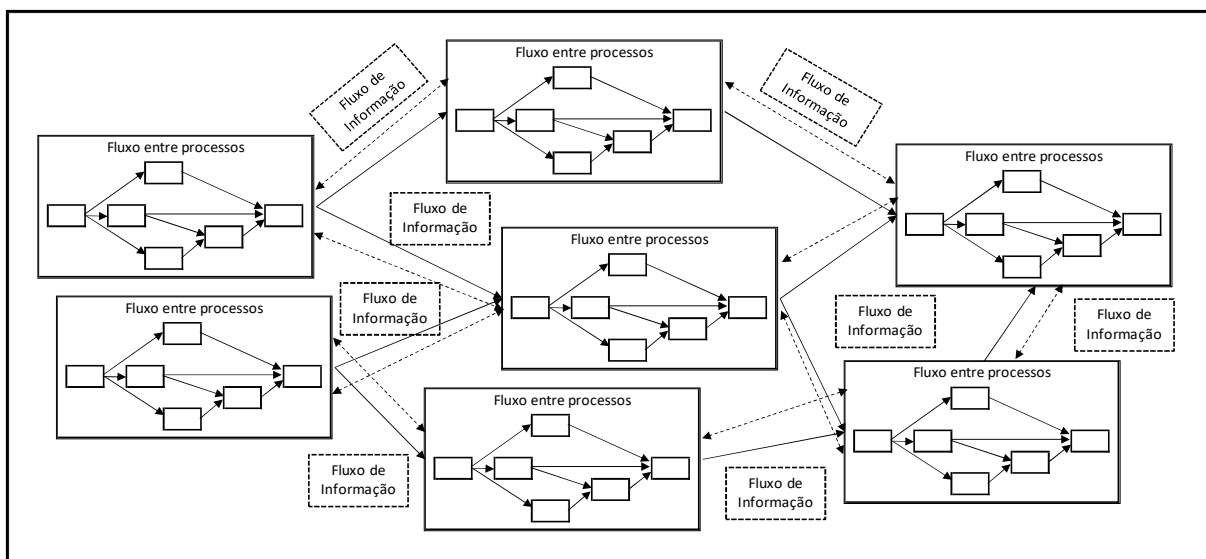 Fluxo entre processos
Fluxo de
Informação
Fluxo de
Informação
Fluxo entre processos
Fluxo entre processos
Fluxo de
Informação
Fluxo entre processos
Fluxo de
Informação
Fluxo entre processos
Fluxo de
Informação
Fluxo de
Informação
Fluxo entre processos
Fluxo entre processos
Fluxo de
Informação
Fluxo de
Informação